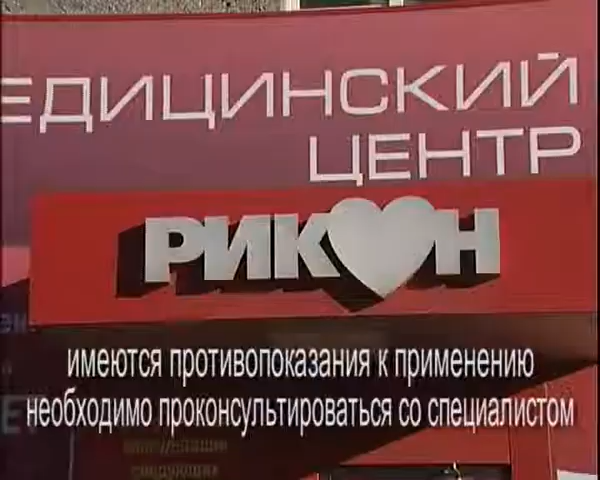 ЕДИЦИНСКИЙ
ЦЕНТР
РИКОН
имеются противопоказания к применению
необходимо проконсультироваться со специалистом